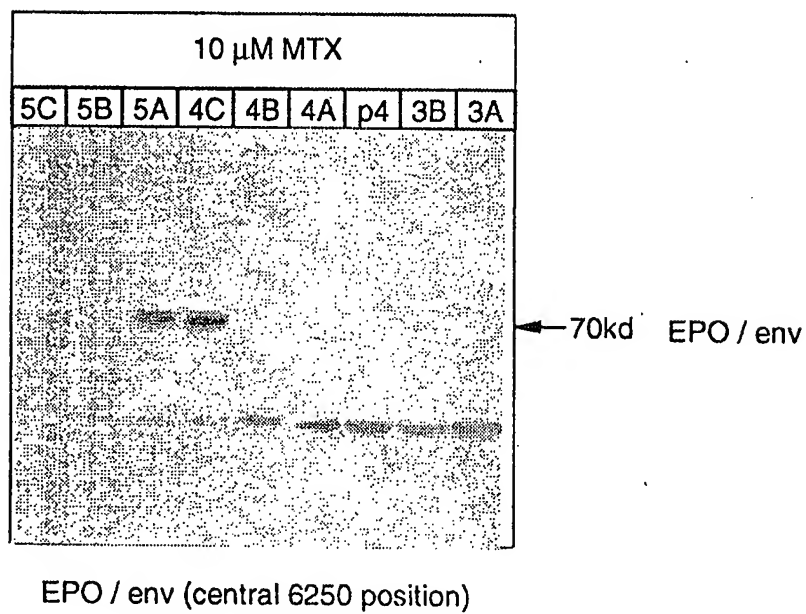 10 µM MTX
5C 5B 5A 4C 4B 4A p4 3B 3A
70kd EPO / env
EPO / env (central 6250 position)